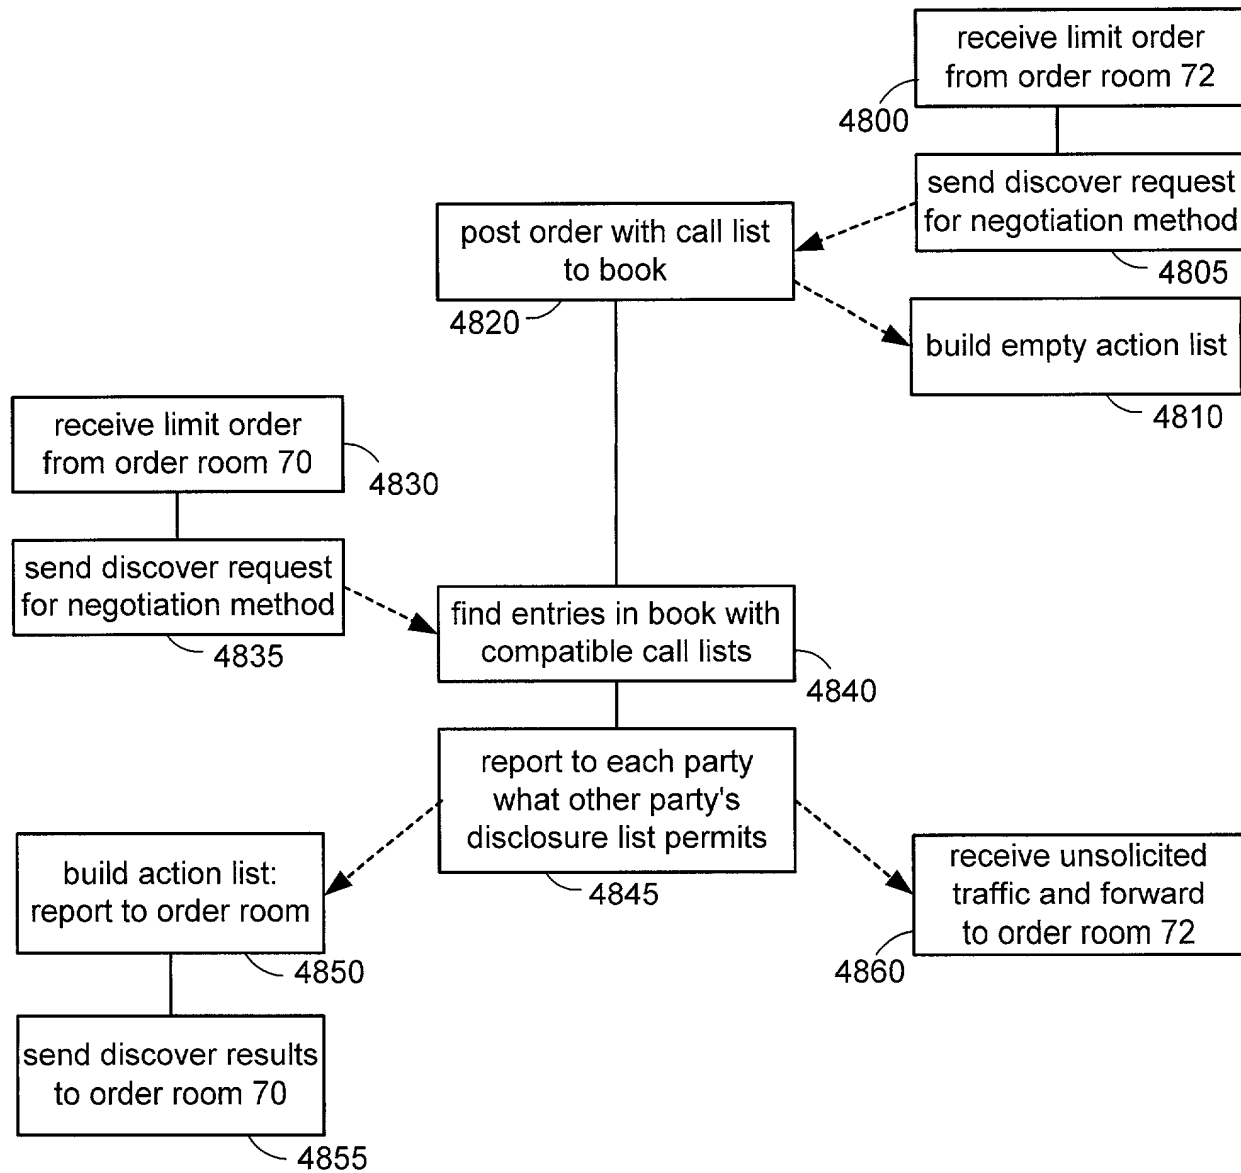 receive limit order
from order room 72
4800
send discover request
for negotiation method
4805
post order with call list
to book
4820
build empty action list
4810
receive limit order
from order room 70
4830
send discover request
for negotiation method
4835
find entries in book with
compatible call lists
4840
report to each party
what other party's
disclosure list permits
4845
build action list:
report to order room
4850
receive unsolicited
traffic and forward
to order room 72
4860
send discover results
to order room 70
4855